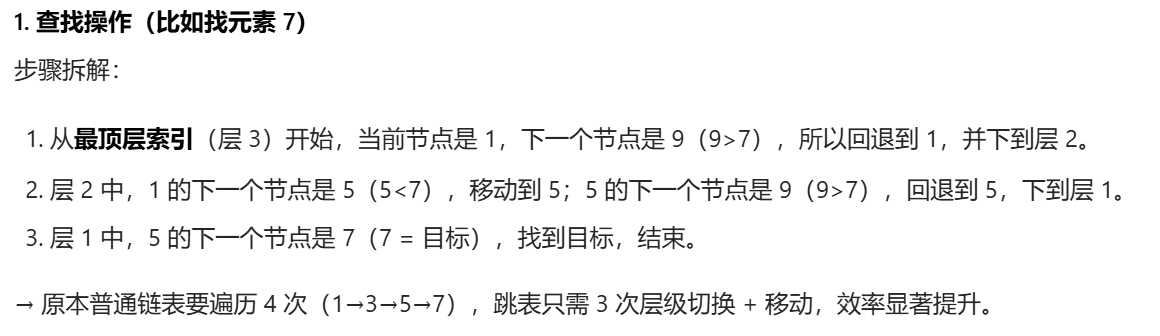 1. 查找操作（比如找元素 7）
步骤拆解：
1. 从最顶层索引（层 3）开始，当前节点是 1，下一个节点是 9（9>7），所以回退到 1，并下到层 2。
2. 层 2 中，1 的下一个节点是 5（5<7），移动到 5；5 的下一个节点是 9（9>7），回退到 5，下到层 1。
3. 层 1 中，5 的下一个节点是 7（7 = 目标），找到目标，结束。
→ 原本普通链表要遍历 4 次（1→3→5→7），跳表只需 3 次层级切换 + 移动，效率显著提升。